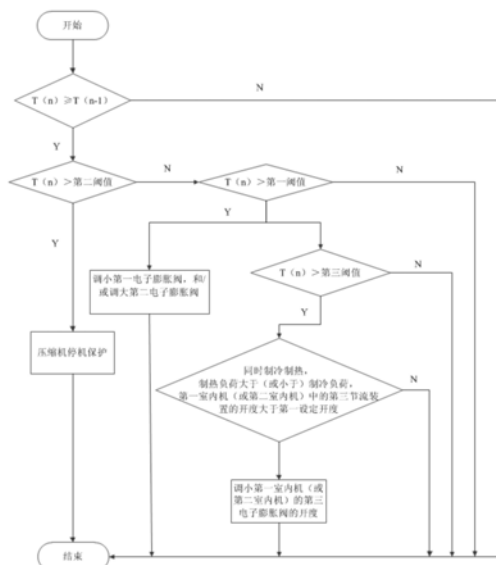 开始
T（n）≥T（n-1）
N
Y
T（n）＞第二阈值
N
T（n）＞第一阈值
N
Y
Y
调小第一电子膨胀阀，和/
或调大第二电子膨胀阀
T（n）＞第三阈值
N
Y
压缩机停机保护
同时制冷制热，
制热负荷大于（或小于）制冷负荷，
第一室内机（或第二室内机）中的第三节流装
置的开度大于第一设定开度
N
Y
调小第一室内机（或
第二室内机）的第三
电子膨胀阀的开度
结束